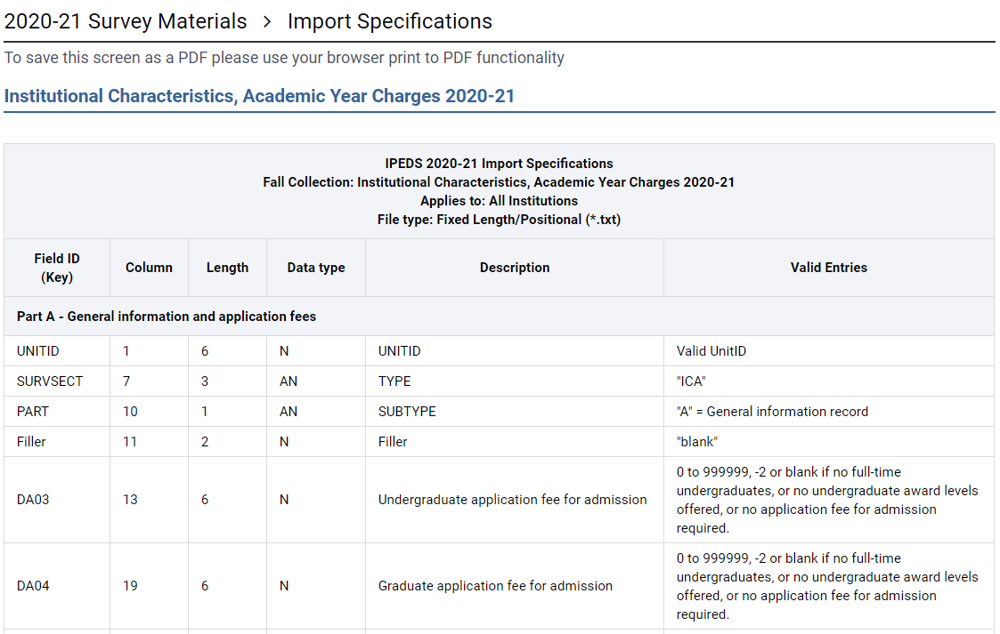 2020-21 Survey Materials > Import Specifications
To save this screen as a PDF please use your browser print to PDF functionality
Institutional Characteristics, Academic Year Charges 2020-21
IPEDS 2020-21 Import Specifications
Fall Collection: Institutional Characteristics, Academic Year Charges 2020-21
Applies to: All Institutions
File type: Fixed Length/Positional (*.txt)
Field ID
(Key)
Column
Length
Data type
Description
Valid Entries
Part A - General information and application fees
UNITID 1 6 N UNITID Valid UnitID
SURVSECT 7 3 AN TYPE "ICA"
PART 10 1 AN SUBTYPE "A" = General information record
Filler 11 2 N Filler "blank"
DA03 13 6 N Undergraduate application fee for admission
0 to 999999, -2 or blank if no full-time
undergraduates, or no undergraduate award levels
offered, or no application fee for admission
required.
DA04 19 6 N Graduate application fee for admission
0 to 999999, -2 or blank if no full-time
undergraduates, or no undergraduate award levels
offered, or no application fee for admission
required.